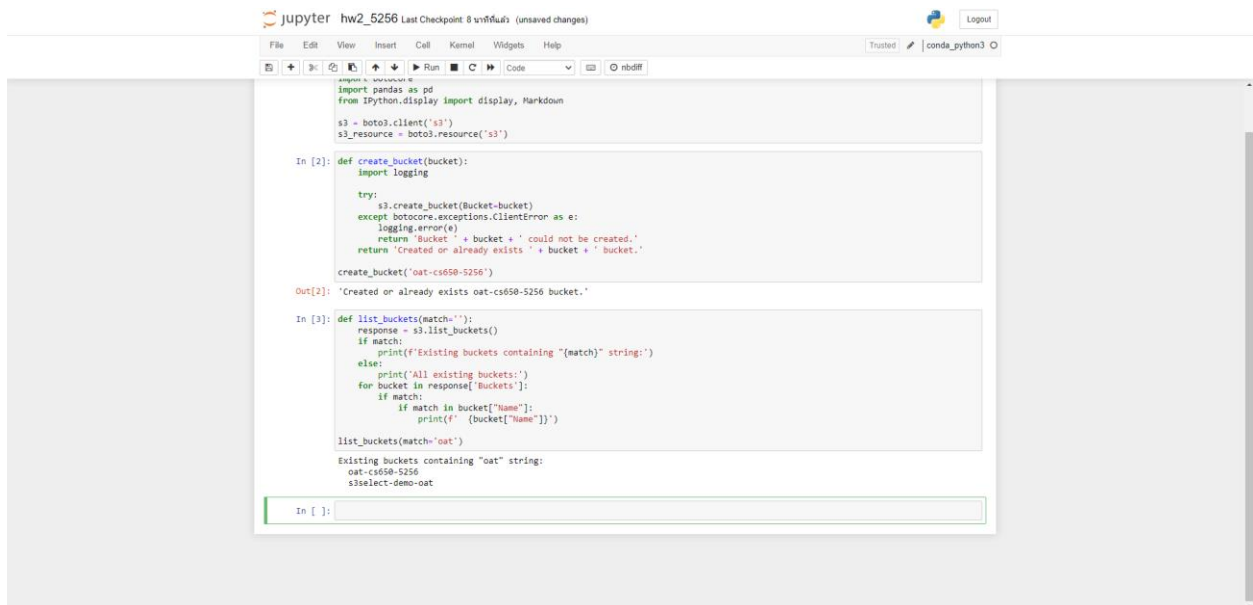 jupyter hw2_5256 Last Checkpoint: 8 นาทีที่แล้ว (unsaved changes)
Logout
File Edit View Insert Cell Kernel Widgets Help
Trusted conda_python3
Run Code nbdiff
import botocore
import pandas as pd
from IPython.display import display, Markdown
s3 = boto3.client('s3')
s3_resource = boto3.resource('s3')
In [2]: def create_bucket(bucket):
import logging
try:
s3.create_bucket(Bucket=bucket)
except botocore.exceptions.ClientError as e:
logging.error(e)
return 'Bucket ' + bucket + ' could not be created.'
return 'Created or already exists ' + bucket + ' bucket.'
create_bucket('oat-cs650-5256')
Out[2]: 'Created or already exists oat-cs650-5256 bucket.'
In [3]: def list_buckets(match=''):
response = s3.list_buckets()
if match:
print(f'Existing buckets containing "{match}" string:')
else:
print('All existing buckets:')
for bucket in response['Buckets']:
if match:
if match in bucket["Name"]:
print(f'  {bucket["Name"]}')
list_buckets(match='oat')
Existing buckets containing "oat" string:
oat-cs650-5256
s3select-demo-oat
In [ ]: